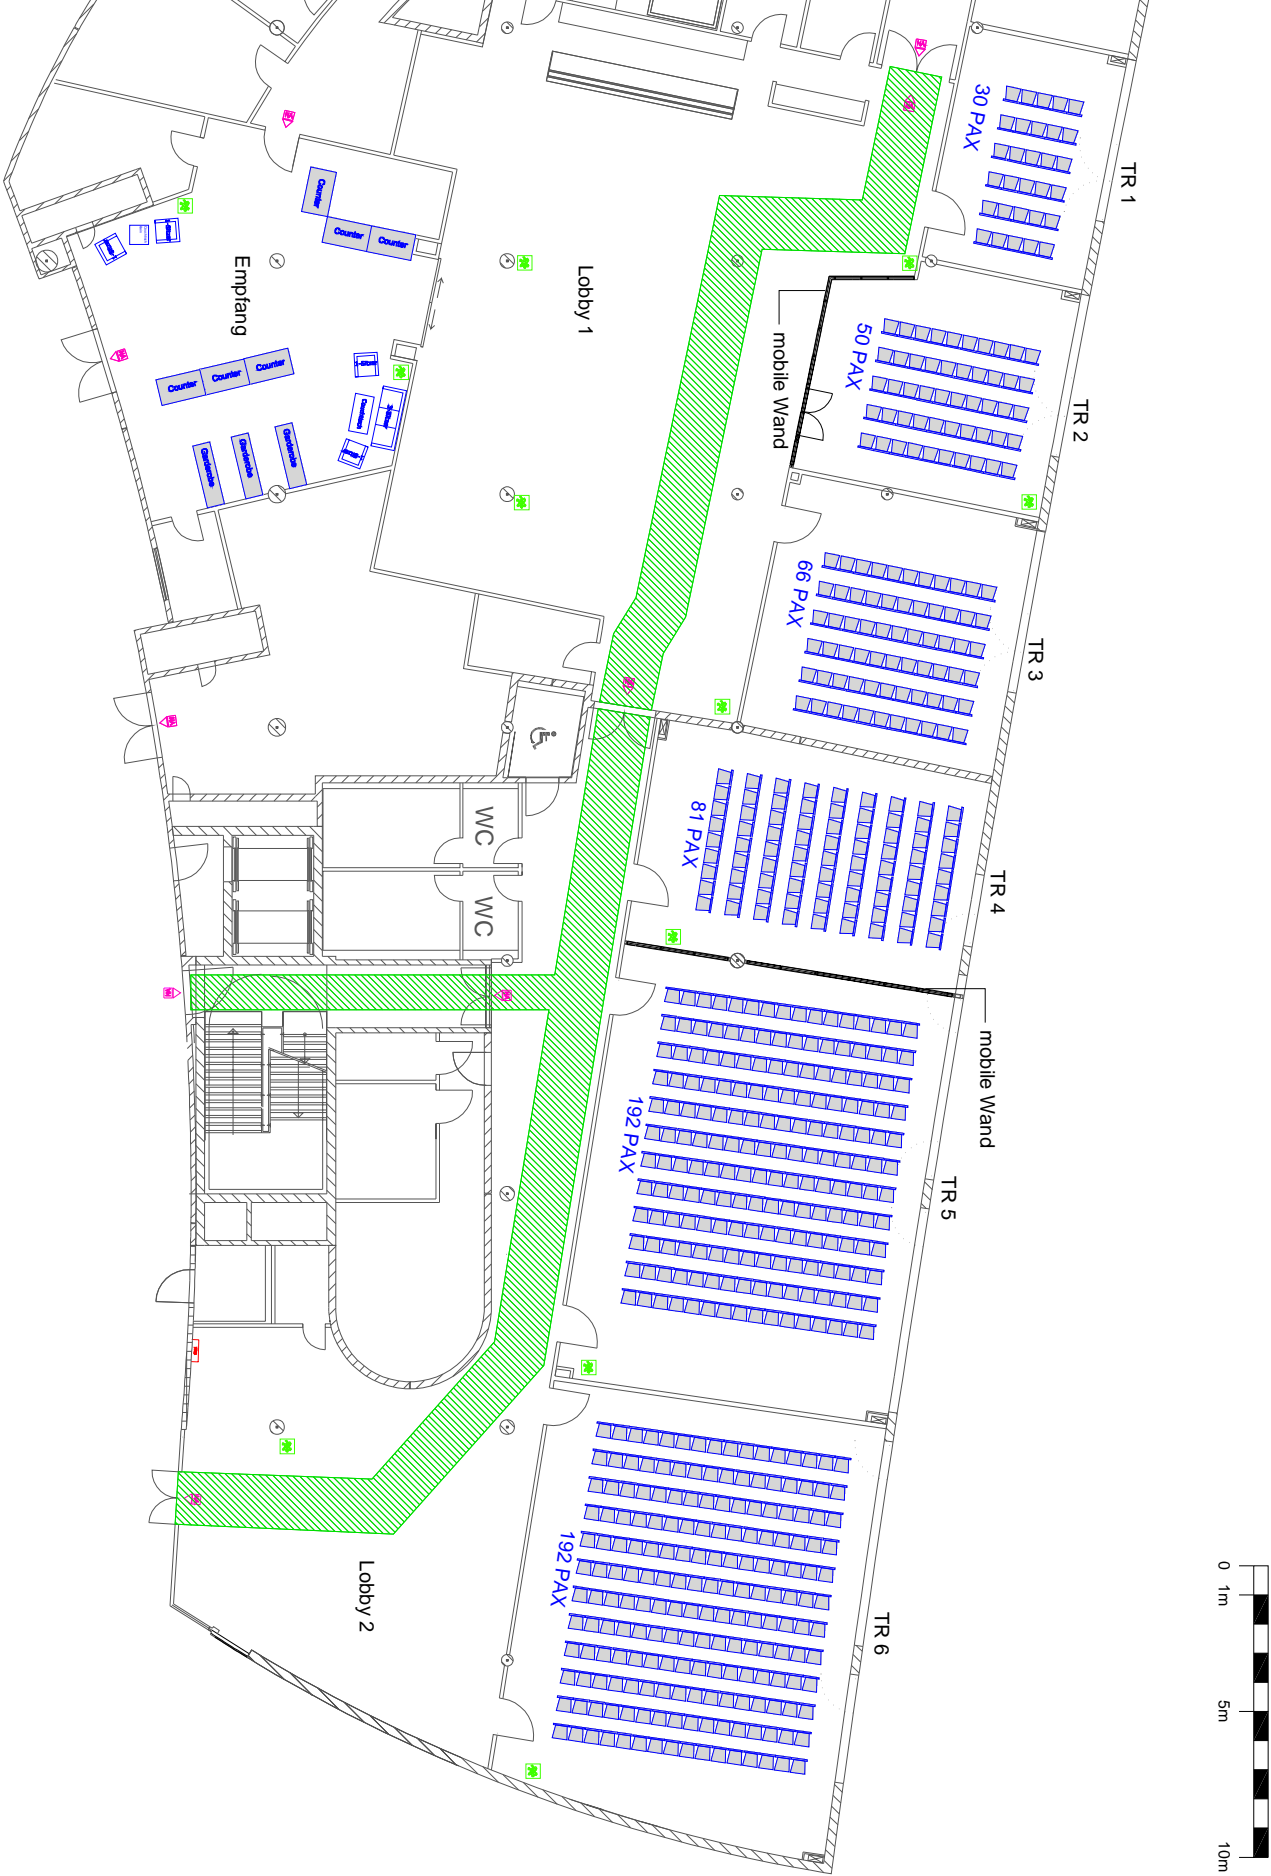 TR 1
30 PAX
TR 2
50 PAX
mobile Wand
TR 3
66 PAX
TR 4
81 PAX
mobile Wand
TR 5
192 PAX
TR 6
192 PAX
Lobby 1
Lobby 2
Empfang
Counter
Counter
Counter
Counter
Counter
Counter
Garderobe
Garderobe
Garderobe
WC
WC
0
1m
5m
10m